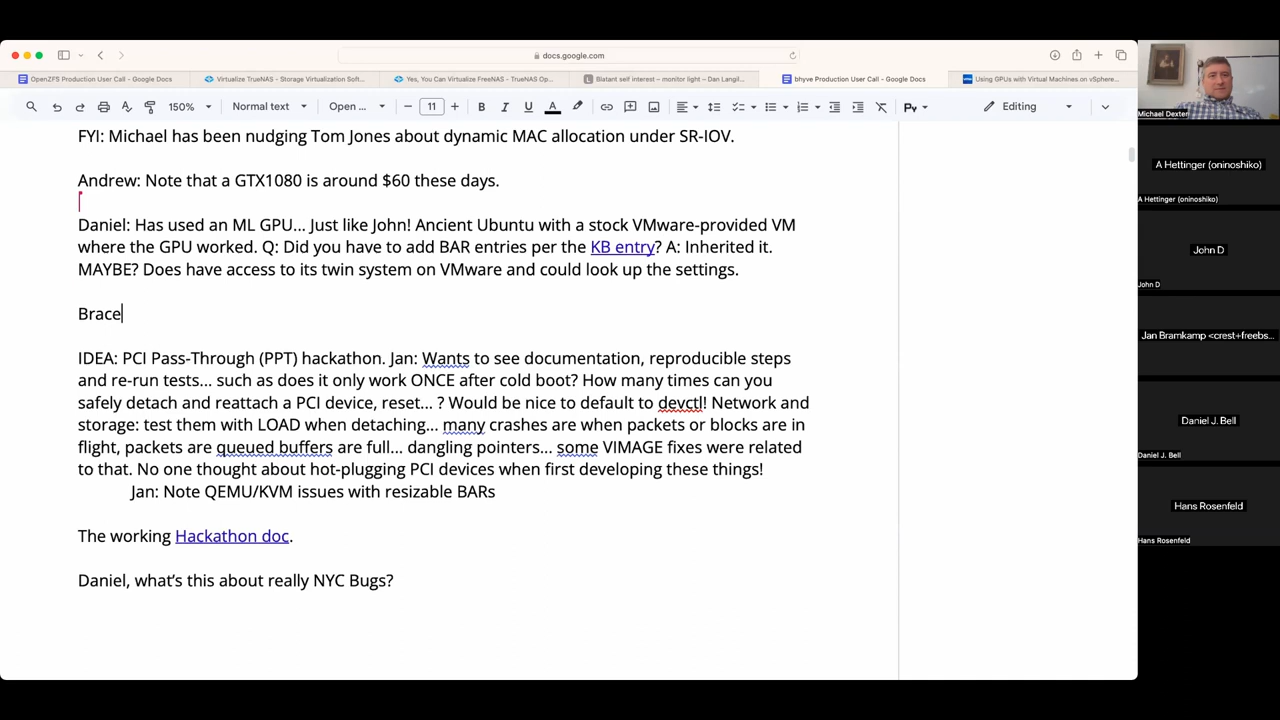 docs.google.com
OpenZFS Production User Call - Google Docs
Virtualize TrueNAS - Storage Virtualization Soft...
Yes, You Can Virtualize FreeNAS - TrueNAS Op...
Blatant self interest – monitor light – Dan Langil...
bhyve Production User Call - Google Docs
Using GPUs with Virtual Machines on vSphere...
150%
Normal text
Open ...
11
Editing
FYI: Michael has been nudging Tom Jones about dynamic MAC allocation under SR-IOV.
Andrew: Note that a GTX1080 is around $60 these days.
Daniel: Has used an ML GPU... Just like John! Ancient Ubuntu with a stock VMware-provided VM
where the GPU worked. Q: Did you have to add BAR entries per the KB entry? A: Inherited it.
MAYBE? Does have access to its twin system on VMware and could look up the settings.
Brace
IDEA: PCI Pass-Through (PPT) hackathon. Jan: Wants to see documentation, reproducible steps
and re-run tests... such as does it only work ONCE after cold boot? How many times can you
safely detach and reattach a PCI device, reset... ? Would be nice to default to devctl! Network and
storage: test them with LOAD when detaching... many crashes are when packets or blocks are in
flight, packets are queued buffers are full... dangling pointers... some VIMAGE fixes were related
to that. No one thought about hot-plugging PCI devices when first developing these things!
Jan: Note QEMU/KVM issues with resizable BARs
The working Hackathon doc.
Daniel, what's this about really NYC Bugs?
Michael Dexter
A Hettinger (oninoshiko)
A Hettinger (oninoshiko)
John D
John D
Jan Bramkamp <crest+freebs...
Daniel J. Bell
Daniel J. Bell
Hans Rosenfeld
Hans Rosenfeld